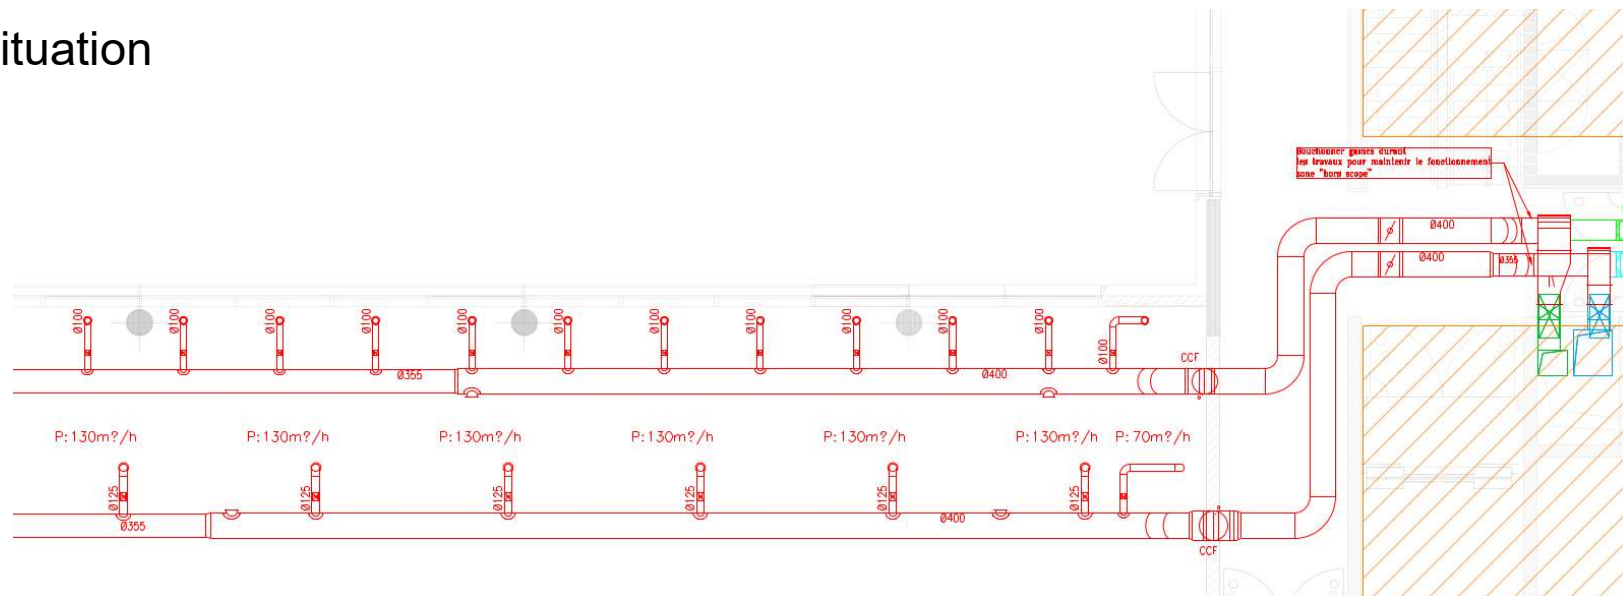 ituation
Bouchonner gaines durant
les travaux pour maintenir le fonctionnement
zone "hors scope"
Ø400
Ø400
Ø355
Ø100
Ø100
Ø100
Ø100
Ø100
Ø100
Ø100
Ø100
Ø100
Ø100
Ø100
Ø100
CCF
Ø355
Ø400
P:130m?/h
P:130m?/h
P:130m?/h
P:130m?/h
P:130m?/h
P:130m?/h
P:70m?/h
Ø125
Ø125
Ø125
Ø125
Ø125
Ø125
Ø355
Ø400
CCF